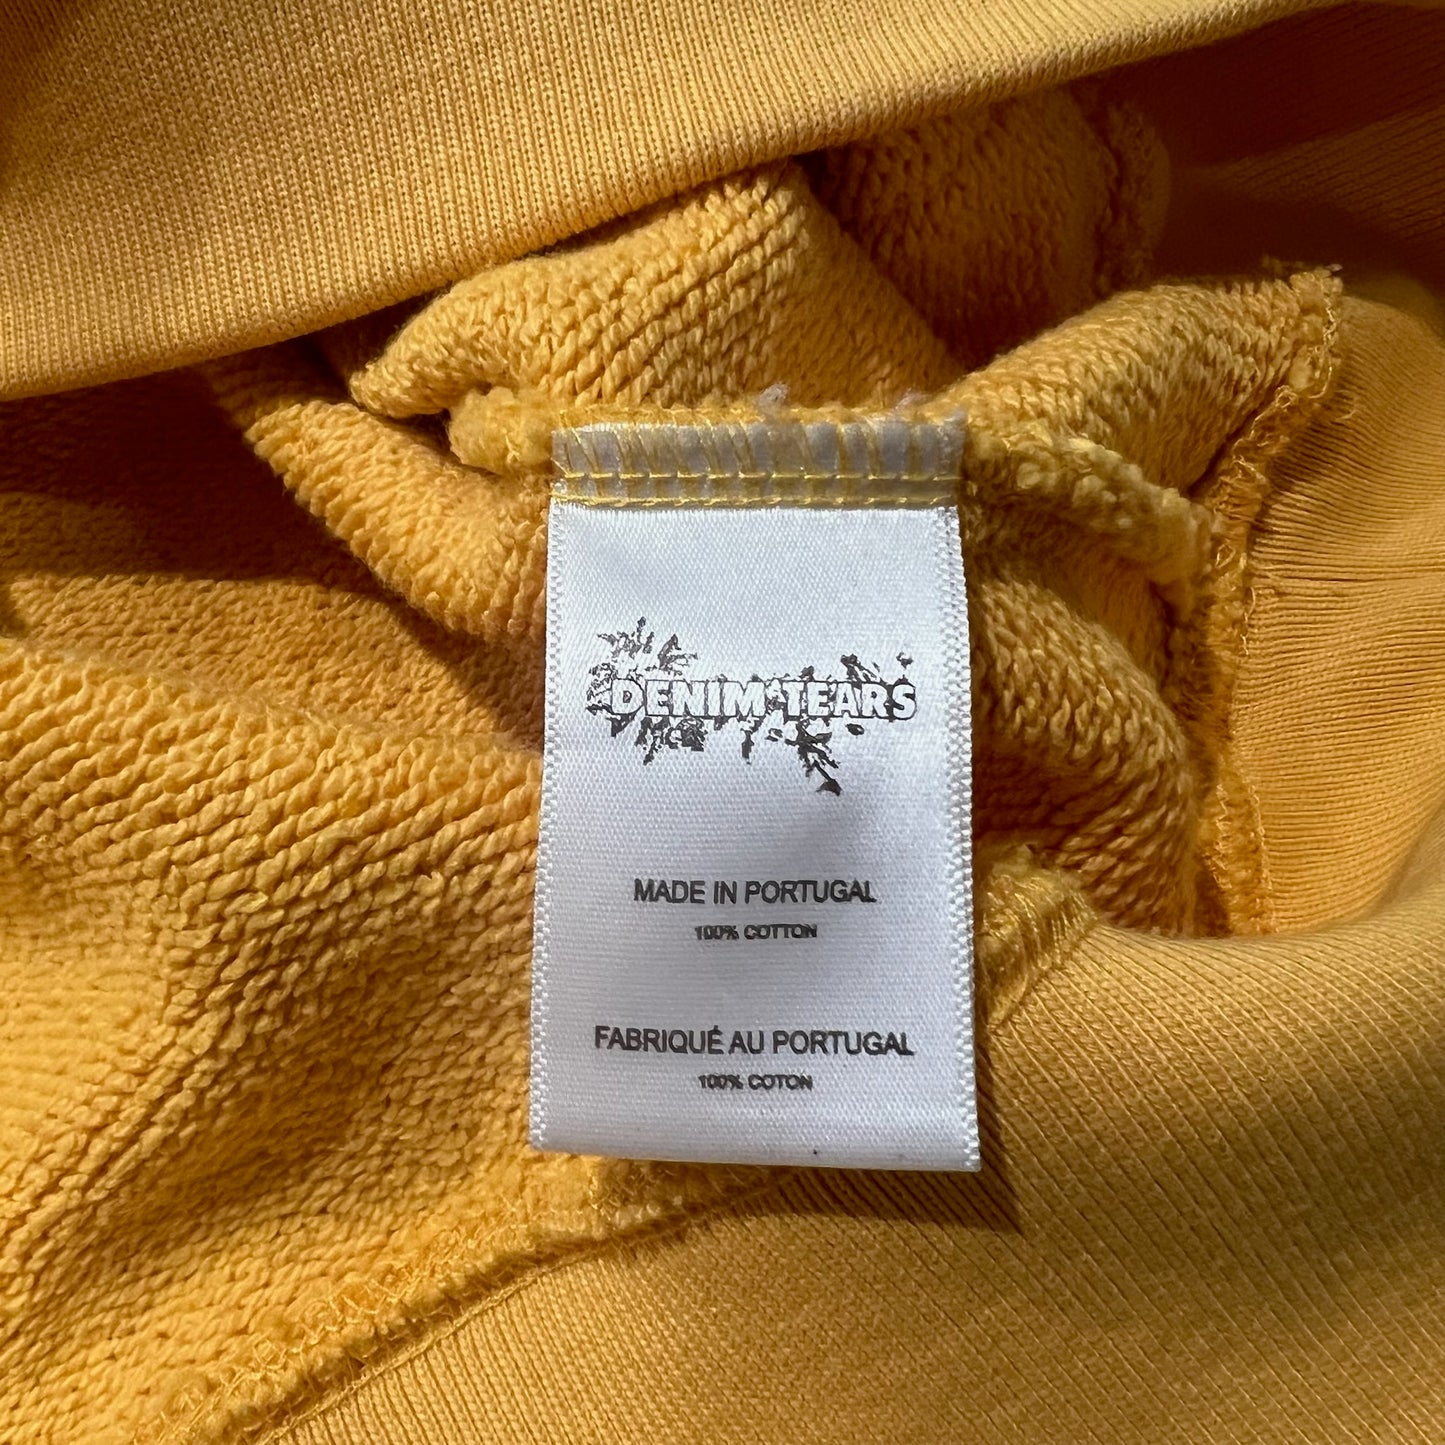 DENIM TEARS
MADE IN PORTUGAL
100% COTTON
FABRIQUÉ AU PORTUGAL
100% COTON